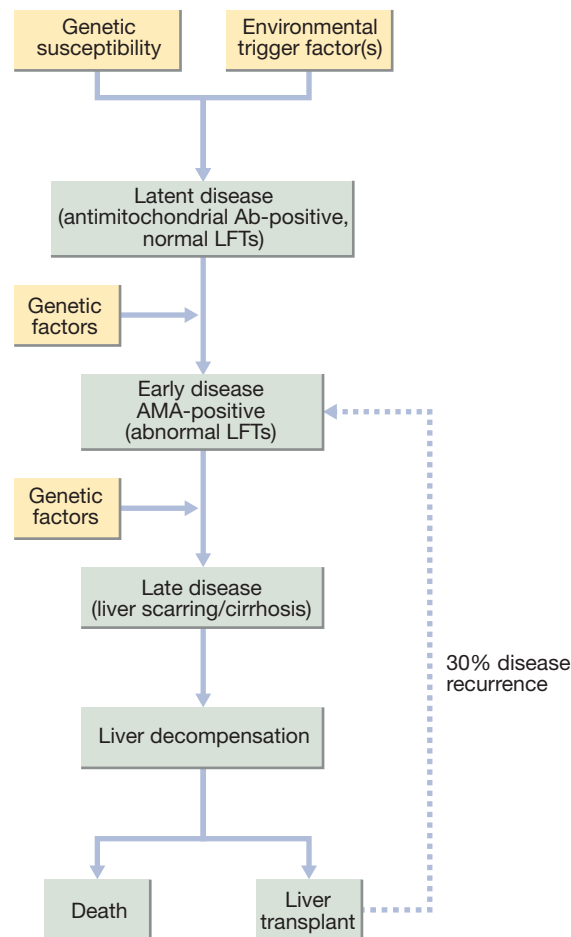 Genetic
susceptibility
Environmental
trigger factor(s)
Latent disease
(antimitochondrial Ab-positive,
normal LFTs)
Genetic
factors
Early disease
AMA-positive
(abnormal LFTs)
Genetic
factors
Late disease
(liver scarring/cirrhosis)
30% disease
recurrence
Liver decompensation
Death
Liver
transplant